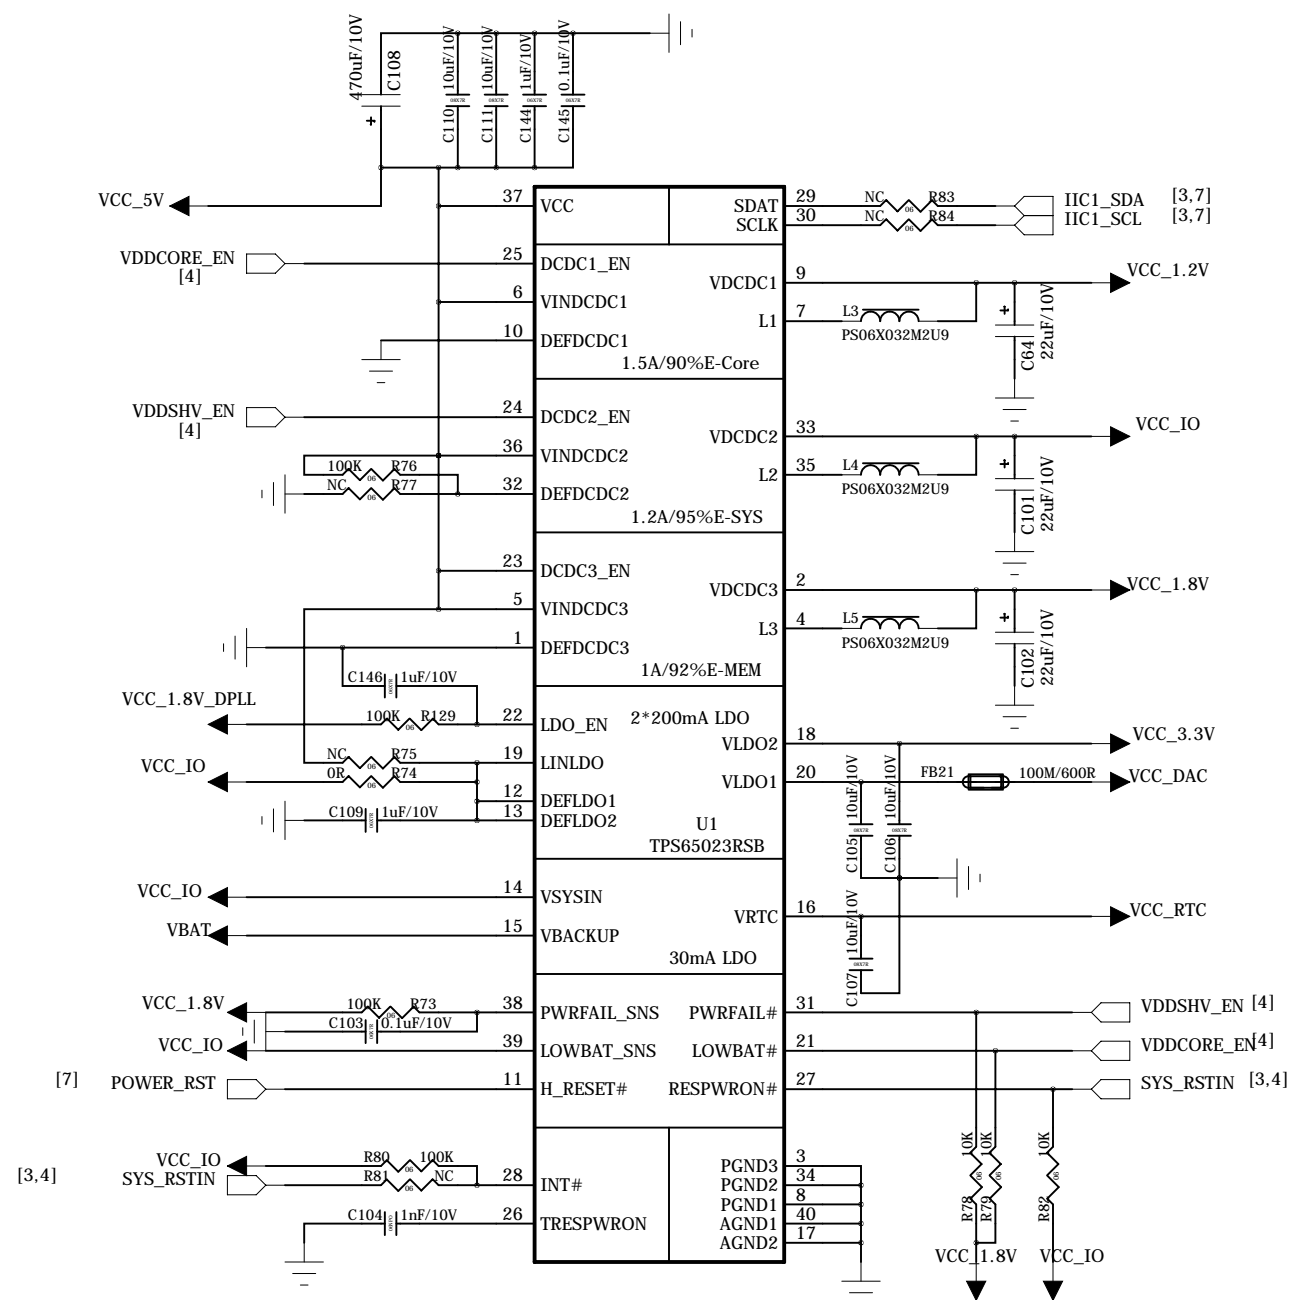 470uF/10V
C108
C110
10uF/10V
C111
10uF/10V
C144
1uF/10V
C145
0.1uF/10V
VCC_5V
37
VCC
SDAT
29
NC
R83
IIC1_SDA
[3,7]
SCLK
30
NC
R84
IIC1_SCL
[3,7]
VDDCORE_EN
[4]
25
DCDC1_EN
6
VINDCDC1
10
DEFDCDC1
VDCDC1
9
VCC_1.2V
L1
7
L3
PS06X032M2U9
C64
22uF/10V
1.5A/90%E-Core
VDDSHV_EN
[4]
24
DCDC2_EN
36
VINDCDC2
100K
R76
NC
R77
32
DEFDCDC2
VDCDC2
33
VCC_IO
L2
35
L4
PS06X032M2U9
C101
22uF/10V
1.2A/95%E-SYS
23
DCDC3_EN
5
VINDCDC3
1
DEFDCDC3
VDCDC3
2
VCC_1.8V
L3
4
L5
PS06X032M2U9
C102
22uF/10V
1A/92%E-MEM
C146
1uF/10V
VCC_1.8V_DPLL
100K
R129
22
LDO_EN
2*200mA LDO
VLDO2
18
VCC_3.3V
NC
R75
19
LINLDO
VCC_IO
0R
R74
12
DEFLDO1
VLDO1
20
FB21
100M/600R
VCC_DAC
C109
1uF/10V
13
DEFLDO2
U1
TPS65023RSB
C105
10uF/10V
C106
10uF/10V
VCC_IO
14
VSYSIN
VBAT
15
VBACKUP
VRTC
16
VCC_RTC
C107
10uF/10V
30mA LDO
VCC_1.8V
100K
R73
38
PWRFAIL_SNS
PWRFAIL#
31
VDDSHV_EN
[4]
C103
0.1uF/10V
VCC_IO
39
LOWBAT_SNS
LOWBAT#
21
VDDCORE_EN
[4]
[7]
POWER_RST
11
H_RESET#
RESPWRON#
27
SYS_RSTIN
[3,4]
VCC_IO
R80
100K
[3,4]
SYS_RSTIN
R81
NC
28
INT#
C104
1nF/10V
26
TRESPWRON
PGND3
3
PGND2
34
PGND1
8
AGND1
40
AGND2
17
R78
10K
R79
10K
R82
10K
VCC_1.8V
VCC_IO